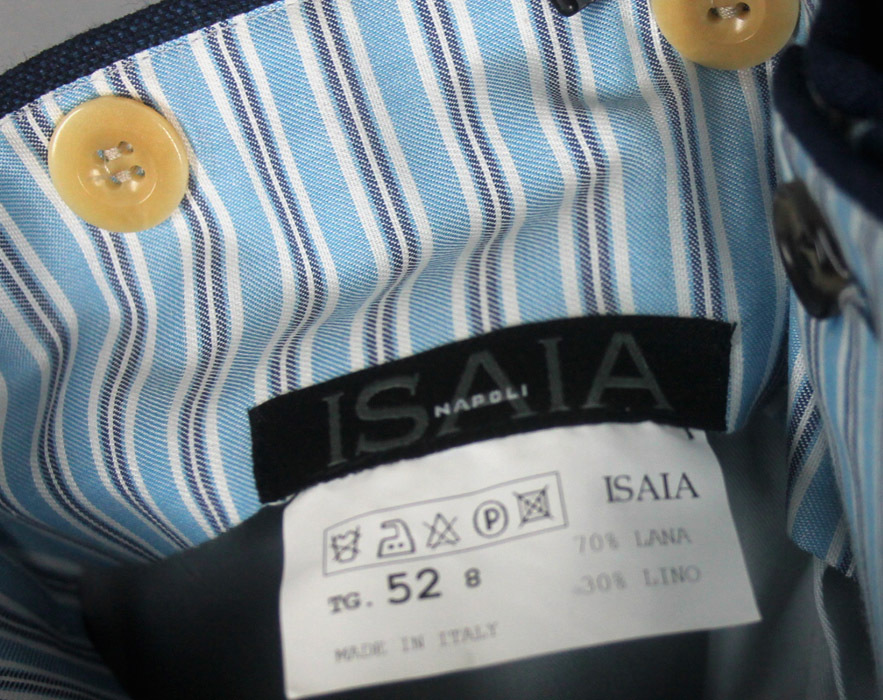 ISAIA
NAPOLI
ISAIA
P
70% LANA
30% LINO
TG. 52 8
MADE IN ITALY